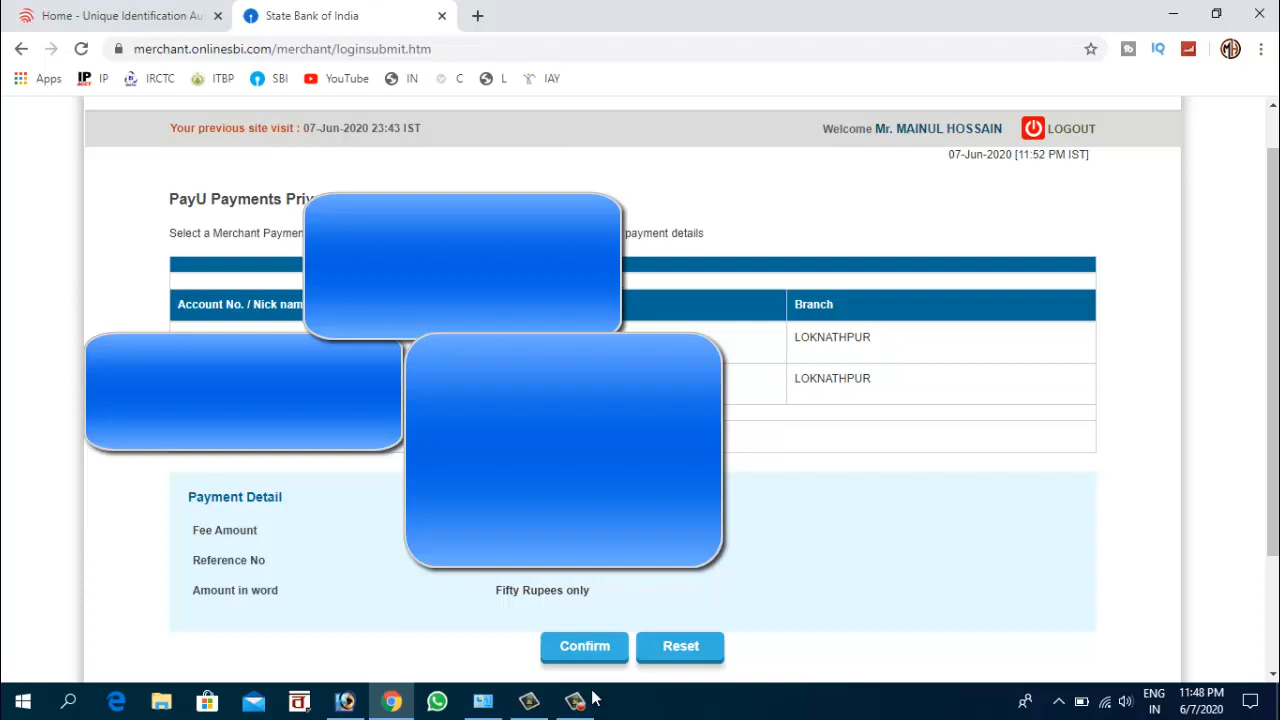 Home - Unique Identification Au
State Bank of India
merchant.onlinesbi.com/merchant/loginsubmit.htm
Apps IP IRCTC ITBP SBI YouTube IN C L IAY
Your previous site visit : 07-Jun-2020 23:43 IST
Welcome Mr. MAINUL HOSSAIN LOGOUT
07-Jun-2020 [11:52 PM IST]
PayU Payments
Select a Merchant payment details
Account No. / Nick Branch
LOKNATHPUR
LOKNATHPUR
Payment Detail
Fee Amount
Reference No
Amount in word Fifty Rupees only
Confirm Reset
ENG 11:48 PM
IN 6/7/2020